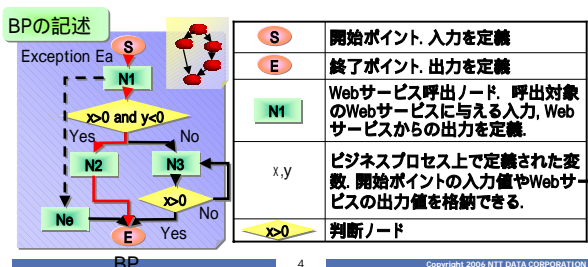 BPの記述
Exception Ea
S
N1
x>0 and y<0
Yes
No
N2
N3
x>0
No
Ne
E
Yes
BP
S
開始ポイント. 入力を定義
E
終了ポイント. 出力を定義
N1
Webサービス呼出ノード. 呼出対象
のWebサービスに与える入力, Web
サービスからの出力を定義.
x,y
ビジネスプロセス上で定義された変
数. 開始ポイントの入力値やWebサー
ビスの出力値を格納できる.
x>0
判断ノード
4
Copyright 2006 NTT DATA CORPORATION